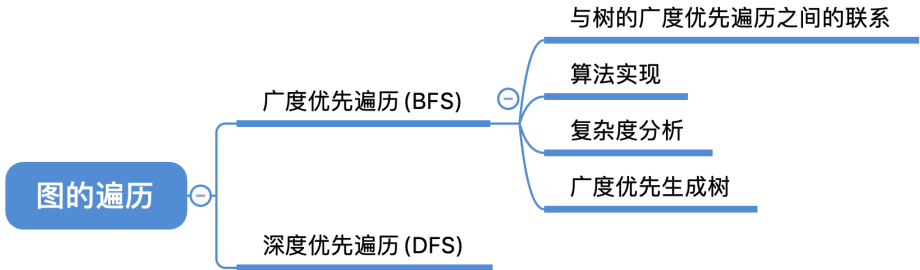 图的遍历
广度优先遍历(BFS)
与树的广度优先遍历之间的联系
算法实现
复杂度分析
广度优先生成树
深度优先遍历(DFS)